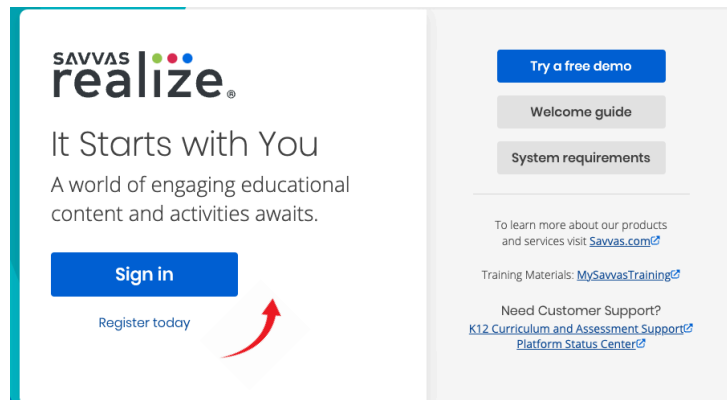 SAVVAS
realize®
It Starts with You
A world of engaging educational
content and activities awaits.
Sign in
Register today
Try a free demo
Welcome guide
System requirements
To learn more about our products
and services visit Savvas.com
Training Materials: MySavvasTraining
Need Customer Support?
K12 Curriculum and Assessment Support
Platform Status Center